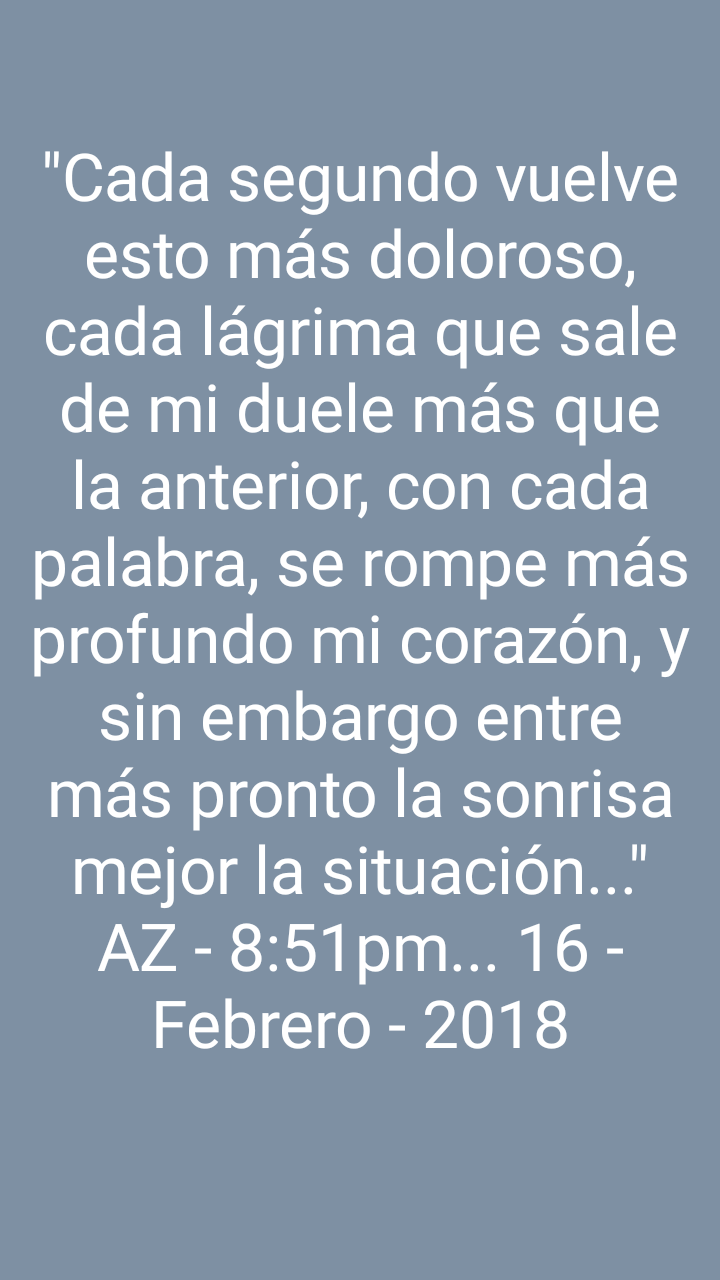 "Cada segundo vuelve
esto más doloroso,
cada lágrima que sale
de mi duele más que
la anterior, con cada
palabra, se rompe más
profundo mi corazón, y
sin embargo entre
más pronto la sonrisa
mejor la situación..."
AZ - 8:51pm... 16 -
Febrero - 2018